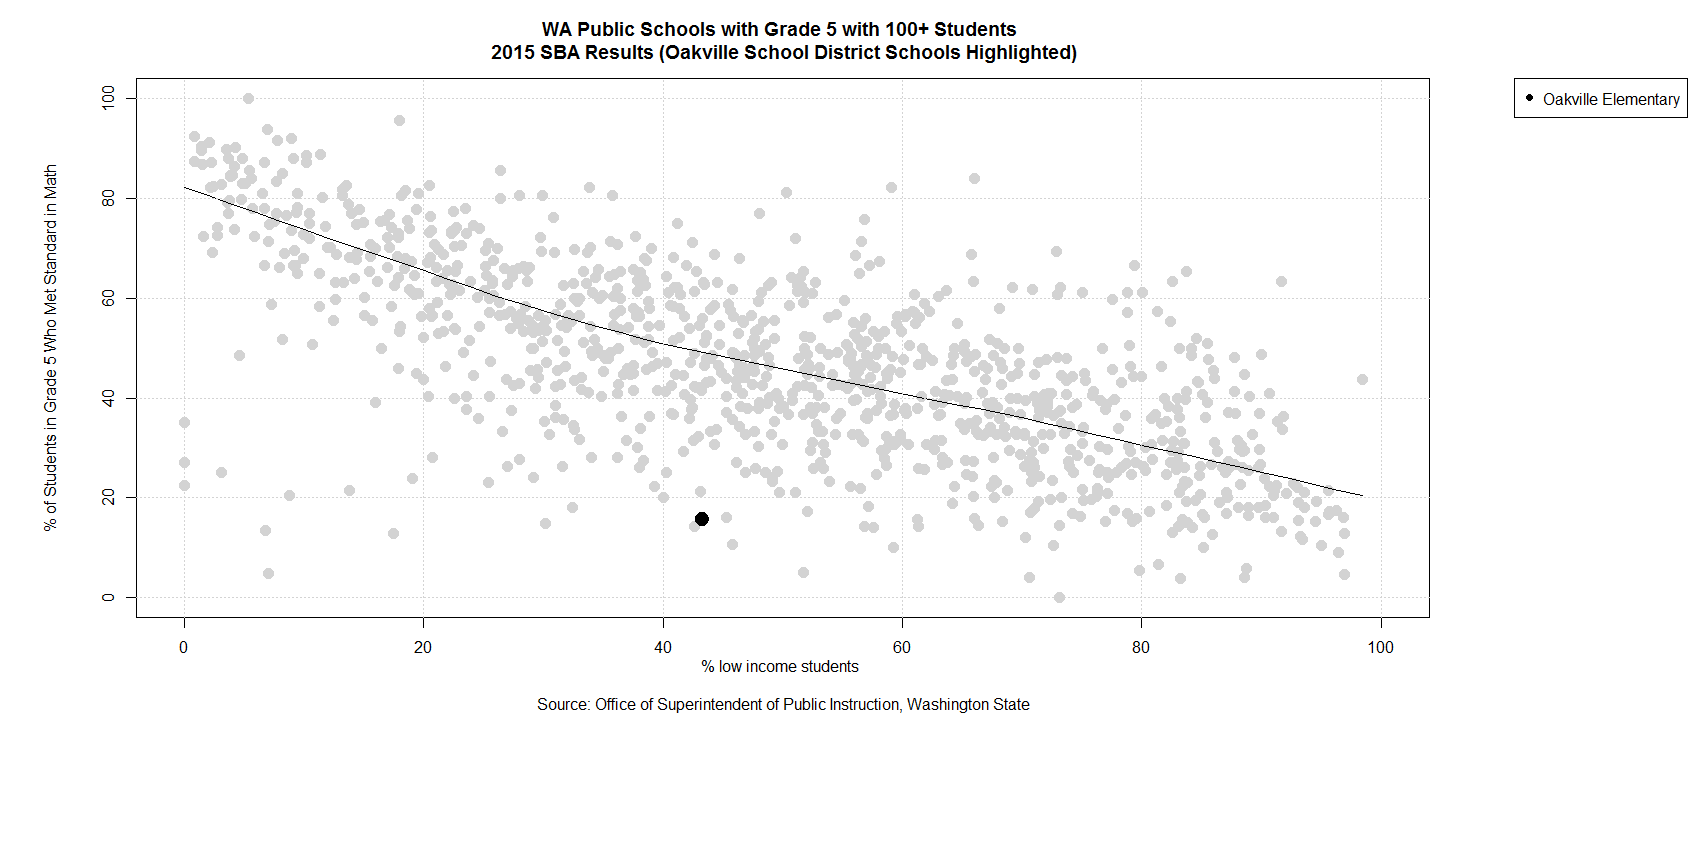 WA Public Schools with Grade 5 with 100+ Students
2015 SBA Results (Oakville School District Schools Highlighted)
Oakville Elementary
% of Students in Grade 5 Who Met Standard in Math
100
80
60
40
20
0
0 20 40 60 80 100
% low income students
Source: Office of Superintendent of Public Instruction, Washington State